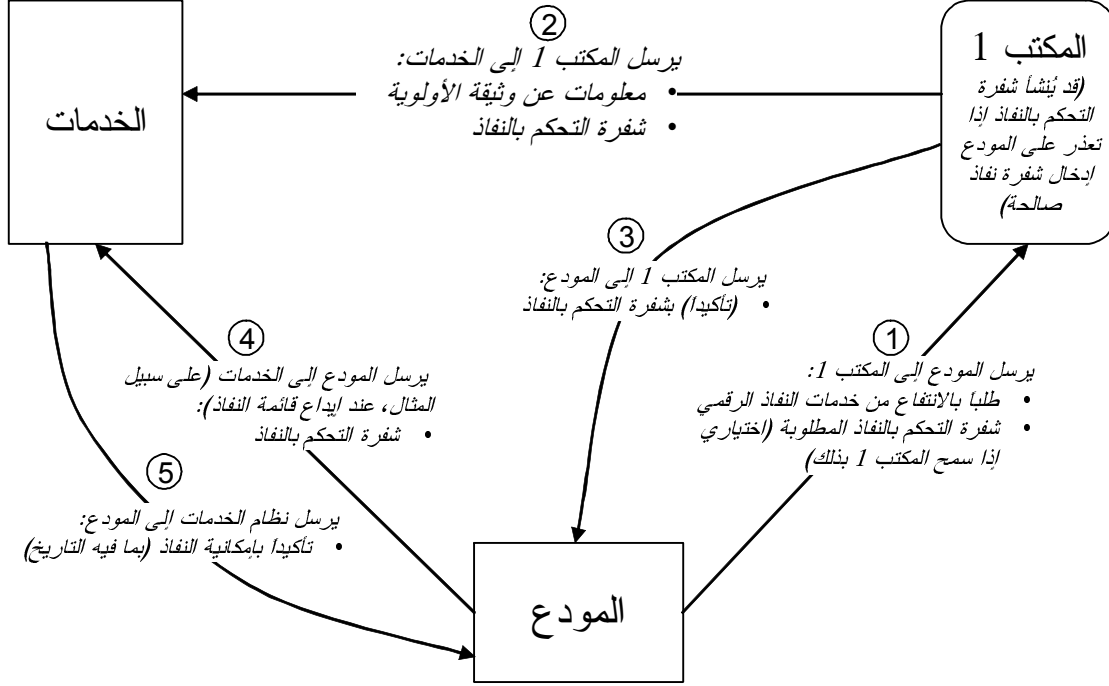 المكتب 1
(قد يُنشأ شفرة
التحكم بالنفاذ إذا
تعذر على المودع
إدخال شفرة نفاذ
صالحة)
2
يرسل المكتب 1 إلى الخدمات:
• معلومات عن وثيقة الأولوية
• شفرة التحكم بالنفاذ
الخدمات
3
يرسل المكتب 1 إلى المودع:
• (تأكيداً) بشفرة التحكم بالنفاذ
1
يرسل المودع إلى المكتب 1:
• طلباً بالانتفاع من خدمات النفاذ الرقمي
• شفرة التحكم بالنفاذ المطلوبة (اختياري
إذا سمح المكتب 1 بذلك)
4
يرسل المودع إلى الخدمات (على سبيل
المثال، عند إيداع قائمة النفاذ):
• شفرة التحكم بالنفاذ
5
يرسل نظام الخدمات إلى المودع:
• تأكيداً بإمكانية النفاذ (بما فيه التاريخ)
المودع